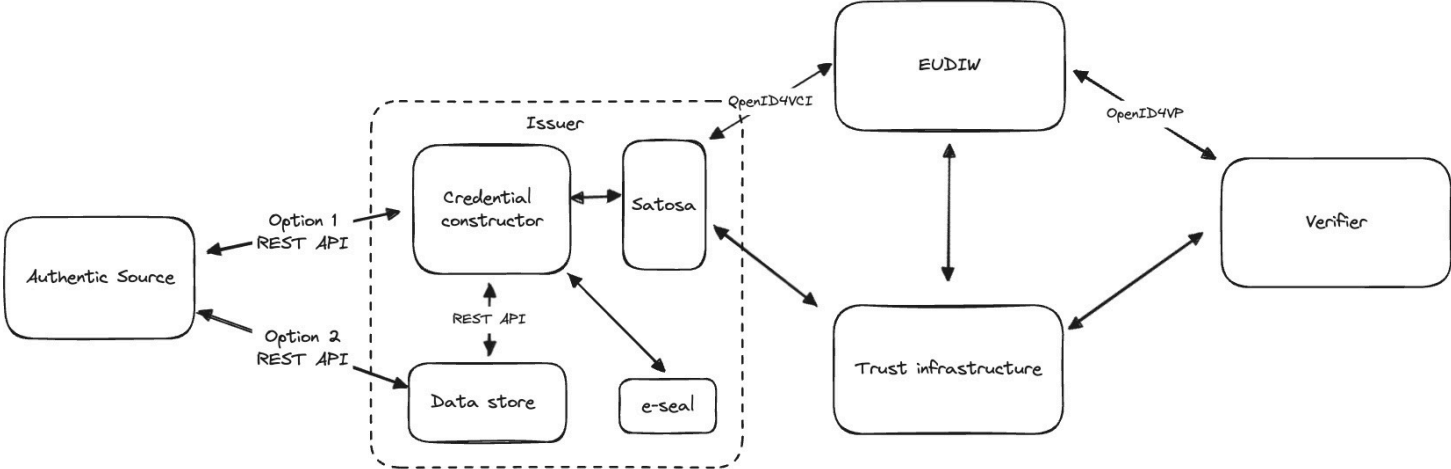 EUDIW
QpenID4VCI
OpenID4VP
Issuer
Credential
constructor
Satosa
Option 1
REST API
Verifier
Authentic Source
REST API
Option 2
REST API
Trust infrastructure
Data store
e-seal